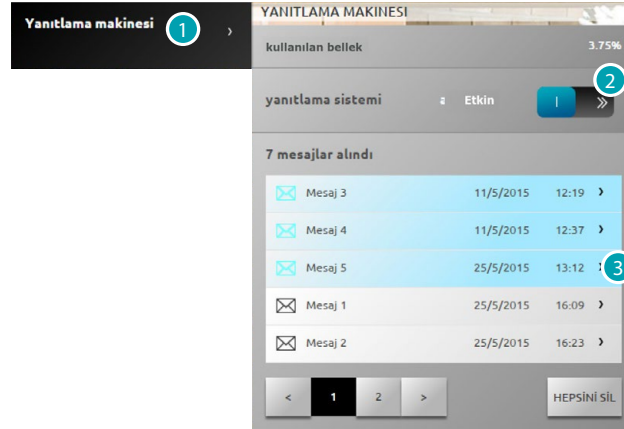 Yanıtlama makinesi 1 ›
YANITLAMA MAKİNESİ
kullanılan bellek 3.75%
2
yanıtlama sistemi Etkin I »
7 mesajlar alındı
Mesaj 3 11/5/2015 12:19 ›
Mesaj 4 11/5/2015 12:37 ›
Mesaj 5 25/5/2015 13:12 › 3
Mesaj 1 25/5/2015 16:09 ›
Mesaj 2 25/5/2015 16:23 ›
< 1 2 > HEPSİNİ SİL